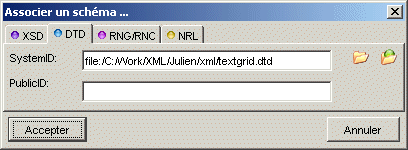 Associer un schéma ...
XSD DTD RNG/RNC NRL
SystemID: file:/C:/Work/XML/Julien/xml/textgrid.dtd
PublicID:
Accepter Annuler